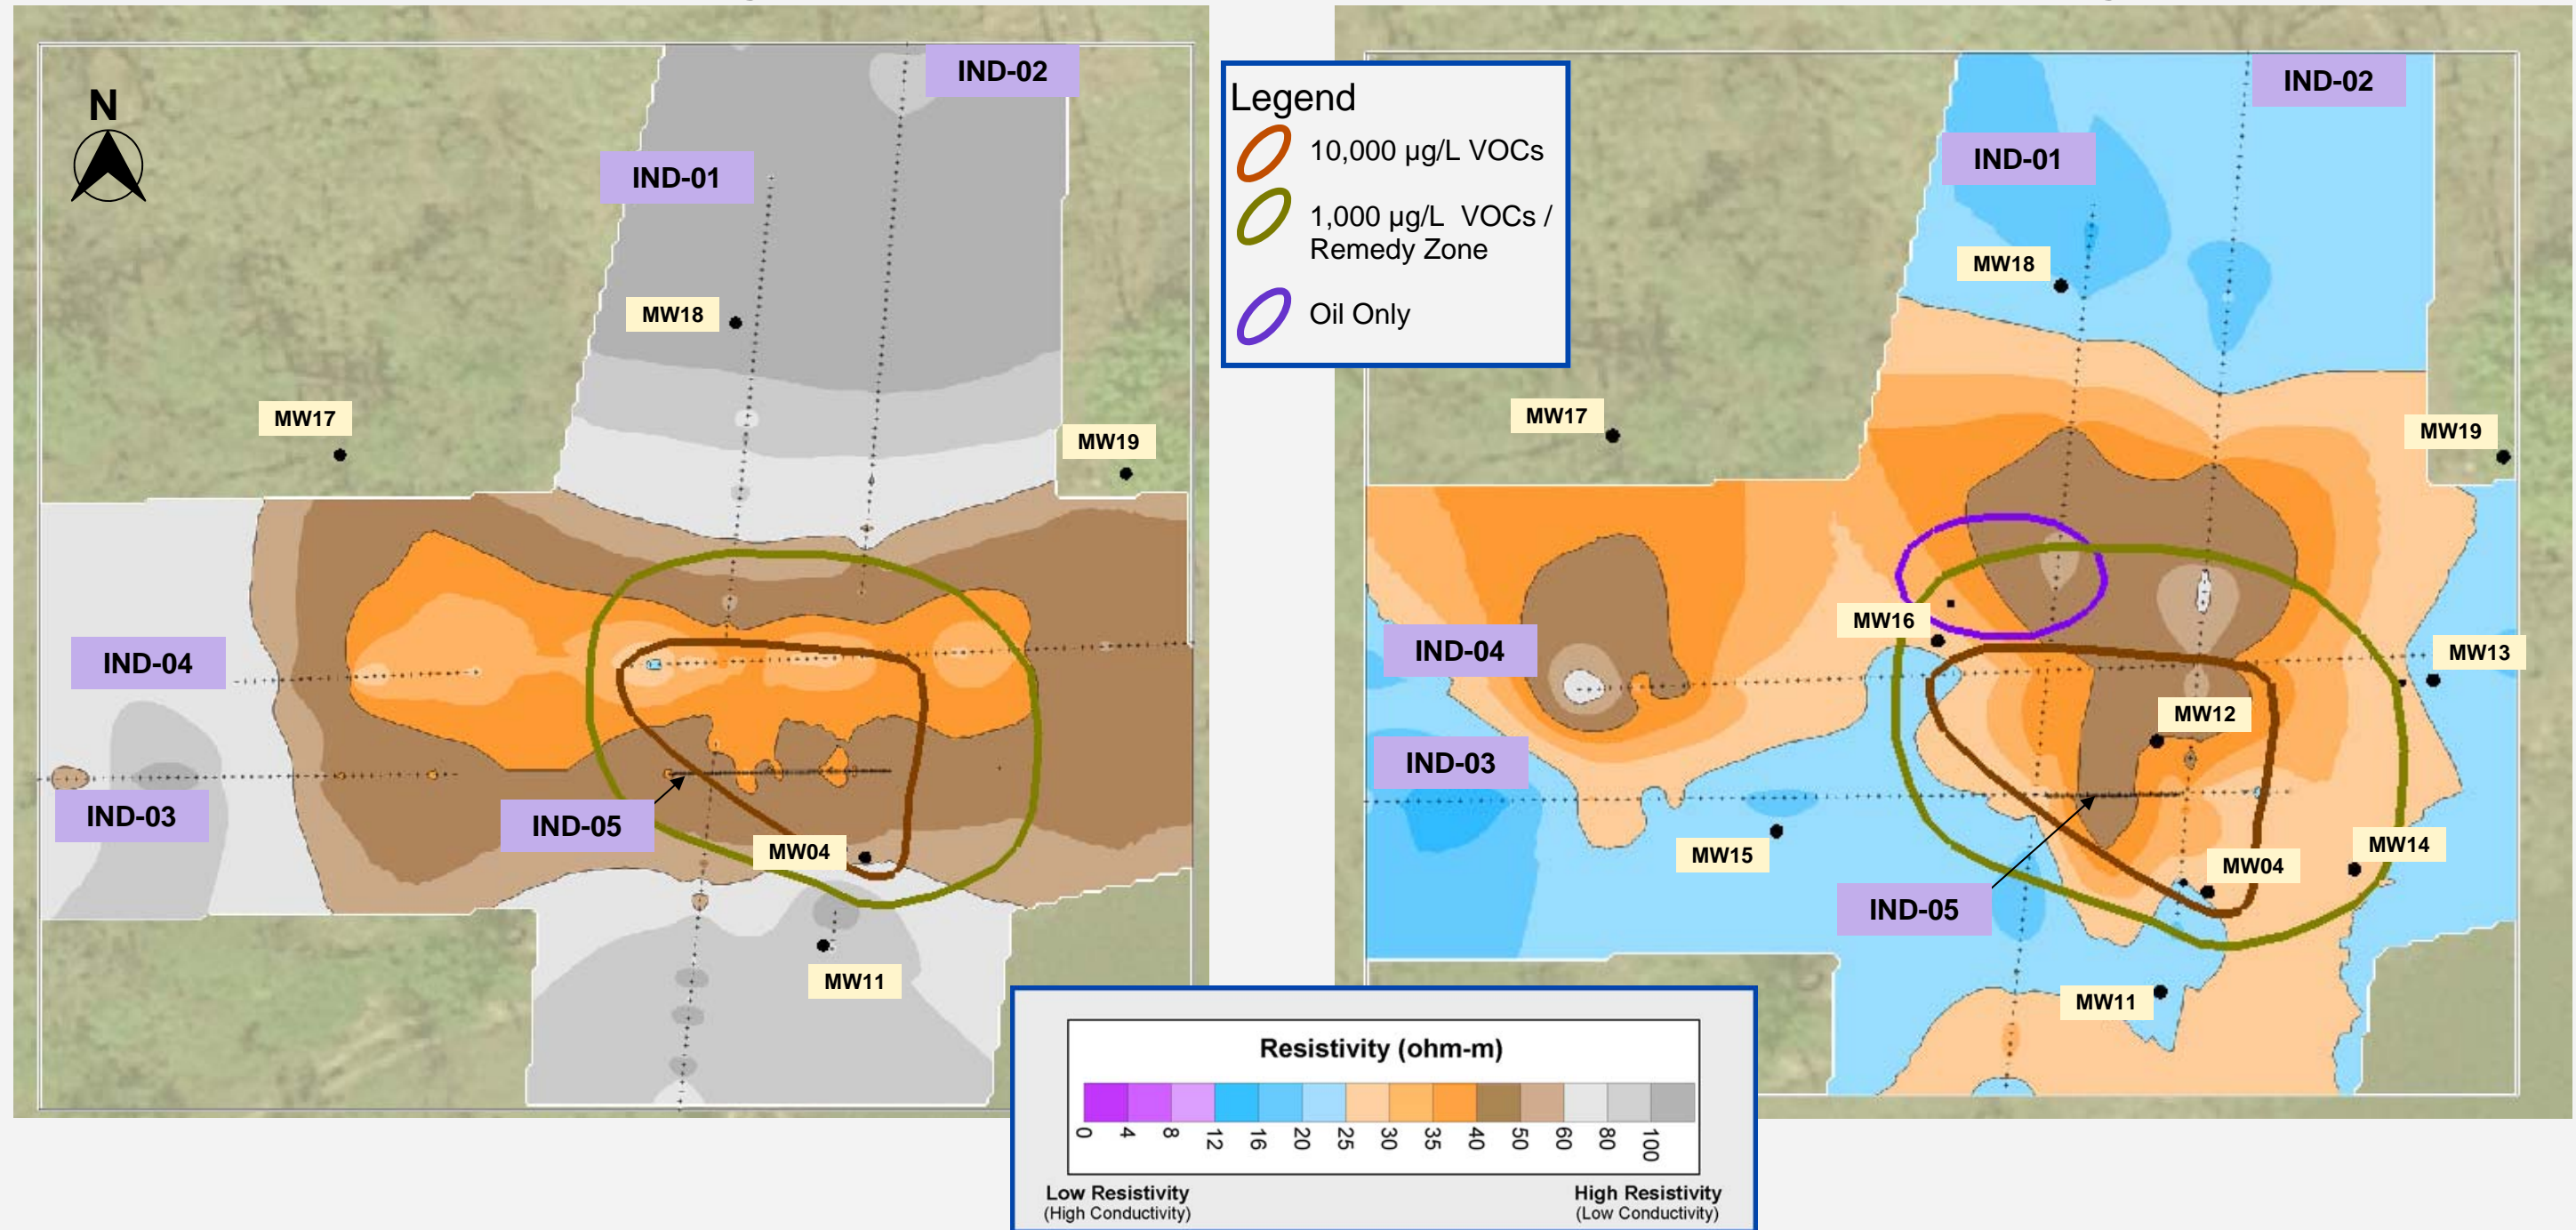 N
IND-02
IND-01
MW18
MW17
MW19
IND-04
IND-03
IND-05
MW04
MW11
Legend
10,000 µg/L VOCs
1,000 µg/L VOCs /
Remedy Zone
Oil Only
IND-02
IND-01
MW18
MW17
MW19
MW16
IND-04
MW13
MW12
IND-03
MW15
MW14
MW04
IND-05
MW11
Resistivity (ohm-m)
0 4 8 12 16 20 25 30 35 40 50 60 80 100
Low Resistivity
(High Conductivity)
High Resistivity
(Low Conductivity)